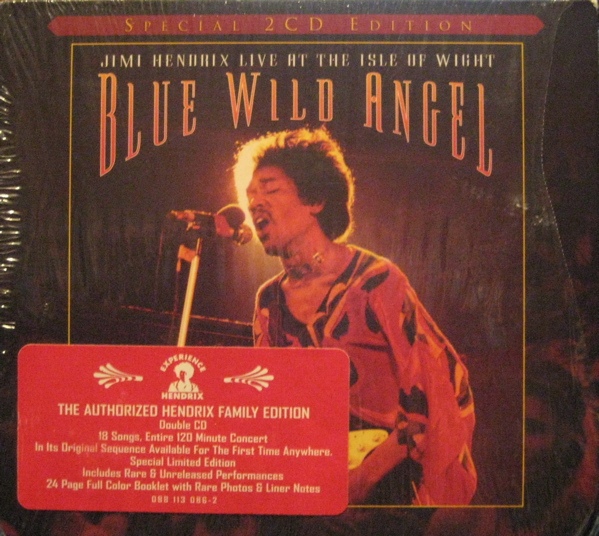 SPECIAL 2CD EDITION
JIMI HENDRIX LIVE AT THE ISLE OF WIGHT
BLUE WILD ANGEL
EXPERIENCE
HENDRIX
THE AUTHORIZED HENDRIX FAMILY EDITION
Double CD
18 Songs, Entire 120 Minute Concert
In Its Original Sequence Available For The First Time Anywhere.
Special Limited Edition
Includes Rare & Unreleased Performances
24 Page Full Color Booklet with Rare Photos & Liner Notes
088 113 086-2